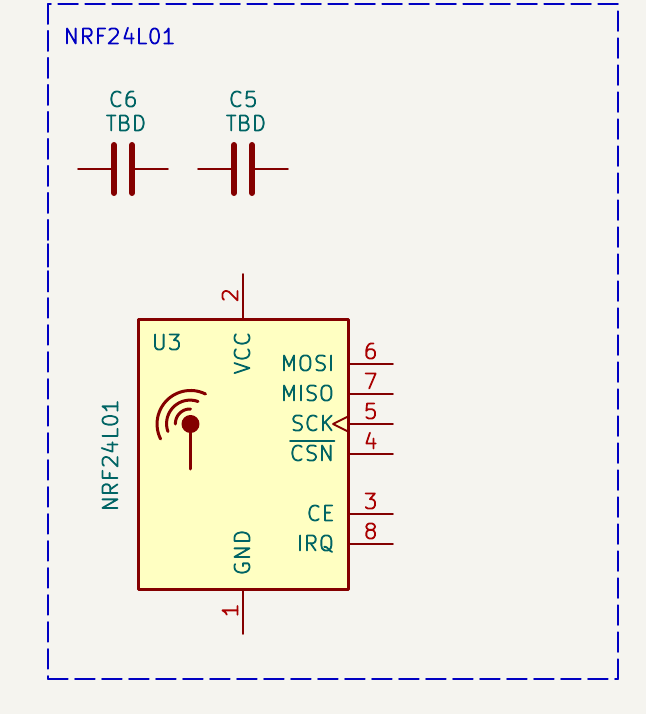 NRF24L01
C6
TBD
C5
TBD
2
U3
VCC
MOSI 6
MISO 7
SCK 5
CSN 4
NRF24L01
CE 3
IRQ 8
GND
1